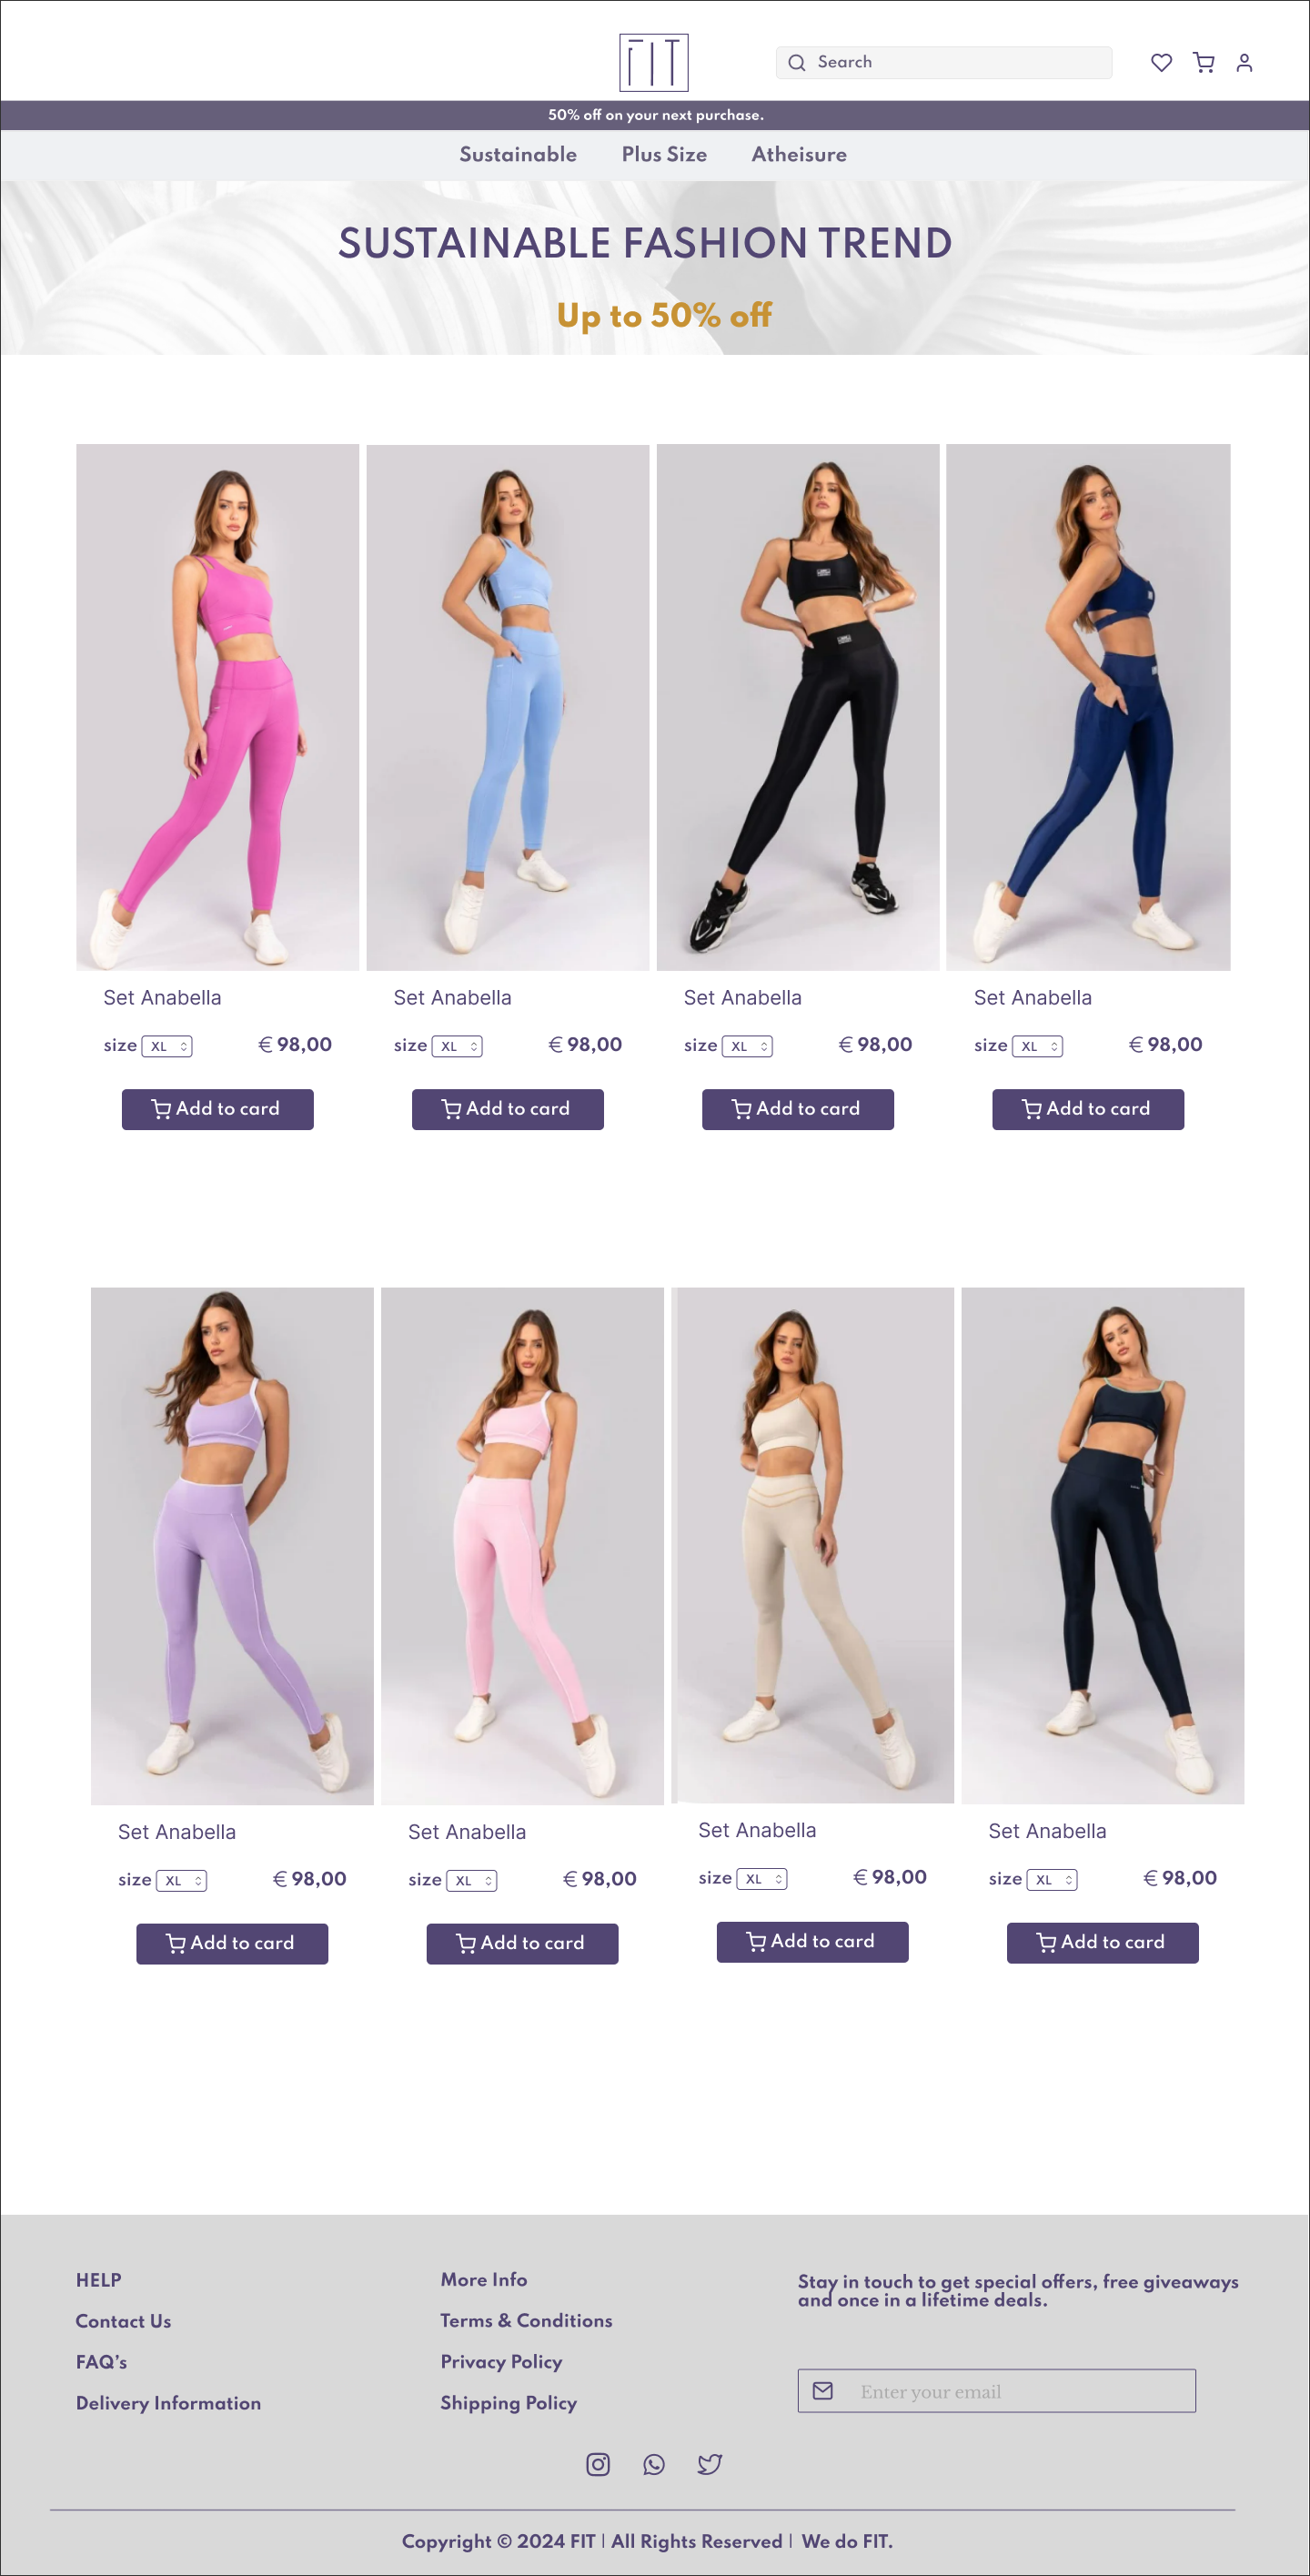 FIT
Search
50% off on your next purchase.
Sustainable Plus Size Atheisure
SUSTAINABLE FASHION TREND
Up to 50% off
Set Anabella Set Anabella Set Anabella Set Anabella
size XL € 98,00 size XL € 98,00 size XL € 98,00 size XL € 98,00
Add to card Add to card Add to card Add to card
Set Anabella Set Anabella Set Anabella Set Anabella
size XL € 98,00 size XL € 98,00 size XL € 98,00 size XL € 98,00
Add to card Add to card Add to card Add to card
HELP
Contact Us
FAQ’s
Delivery Information
More Info
Terms & Conditions
Privacy Policy
Shipping Policy
Stay in touch to get special offers, free giveaways
and once in a lifetime deals.
Enter your email
Copyright © 2024 FIT | All Rights Reserved | We do FIT.